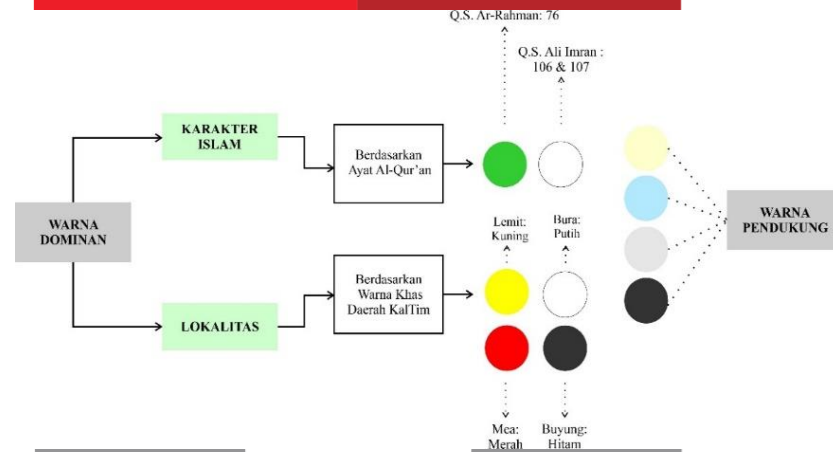 Q.S. Ar-Rahman: 76
Q.S. Ali Imran :
106 & 107
KARAKTER
ISLAM
Berdasarkan
Ayat Al-Qur'an
WARNA
DOMINAN
Lemit:
Kuning
Bura:
Putih
WARNA
PENDUKUNG
Berdasarkan
Warna Khas
Daerah KalTim
LOKALITAS
Mea:
Merah
Buyung:
Hitam